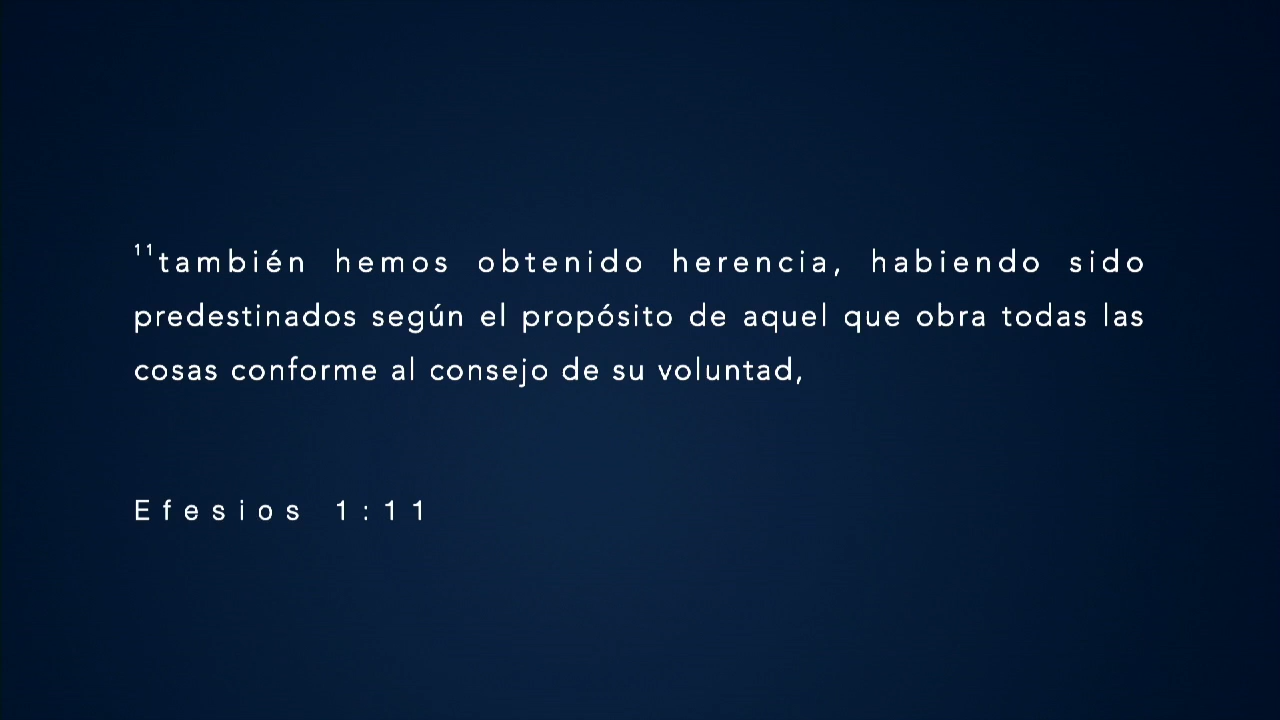 ¹¹también hemos obtenido herencia, habiendo sido
predestinados según el propósito de aquel que obra todas las
cosas conforme al consejo de su voluntad,
Efesios 1:11